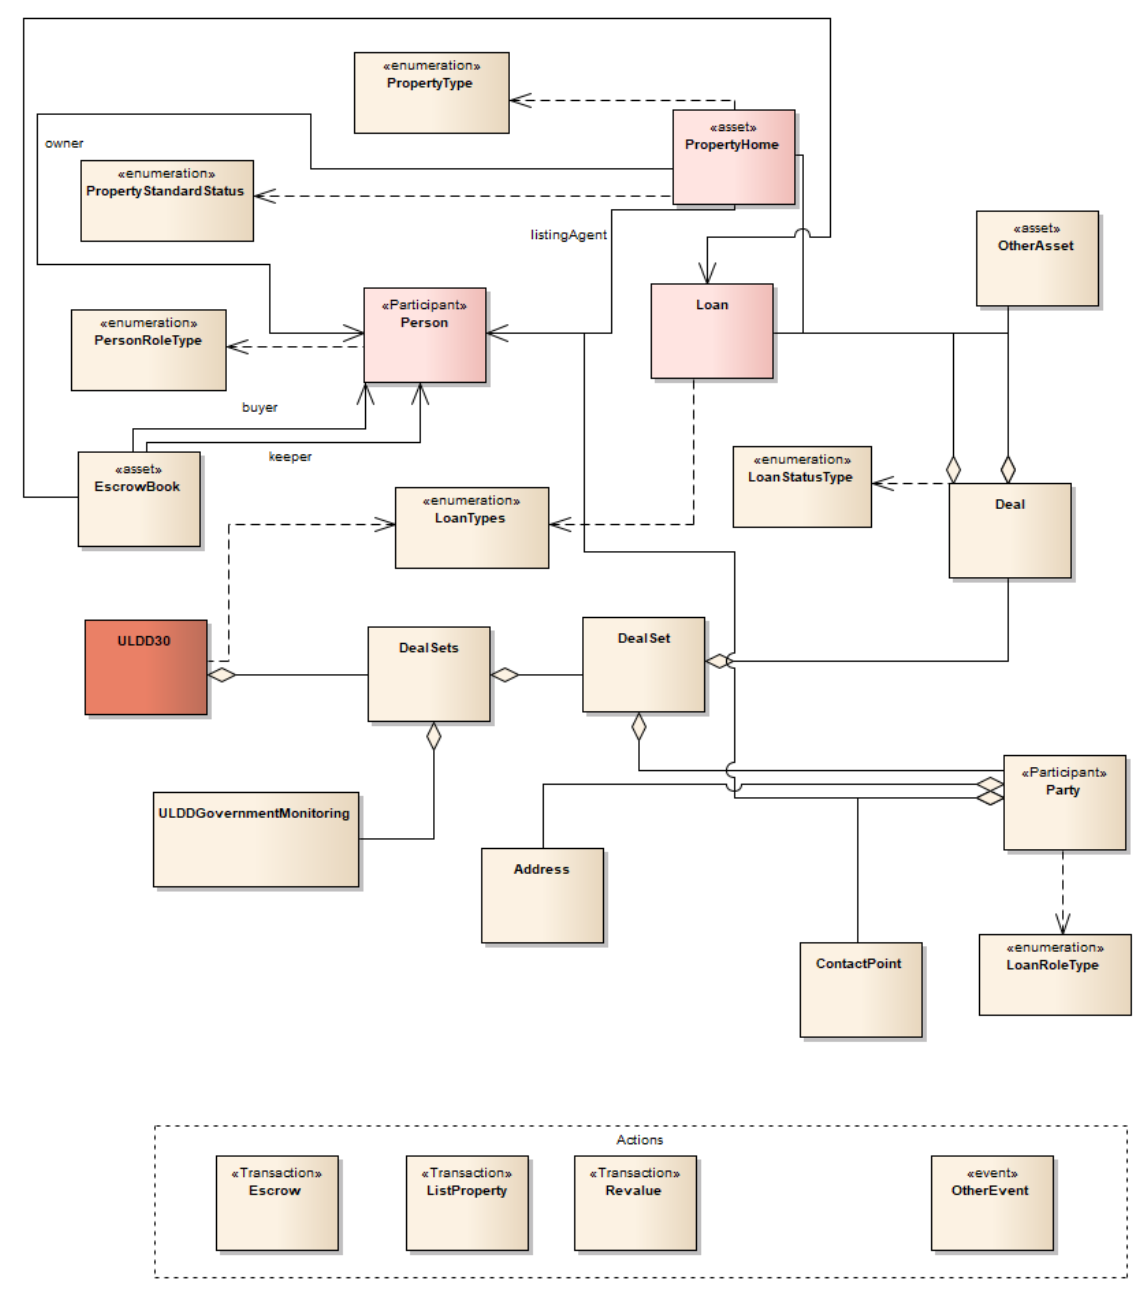 «enumeration»
PropertyType
«asset»
PropertyHome
owner
«enumeration»
PropertyStandardStatus
listingAgent
«asset»
OtherAsset
«Participant»
Person
Loan
«enumeration»
PersonRoleType
buyer
keeper
«asset»
EscrowBook
«enumeration»
LoanStatusType
«enumeration»
LoanTypes
Deal
ULDD30
DealSets
DealSet
«Participant»
Party
ULDDGovernmentMonitoring
Address
«enumeration»
LoanRoleType
ContactPoint
Actions
«Transaction»
Escrow
«Transaction»
ListProperty
«Transaction»
Revalue
«event»
OtherEvent